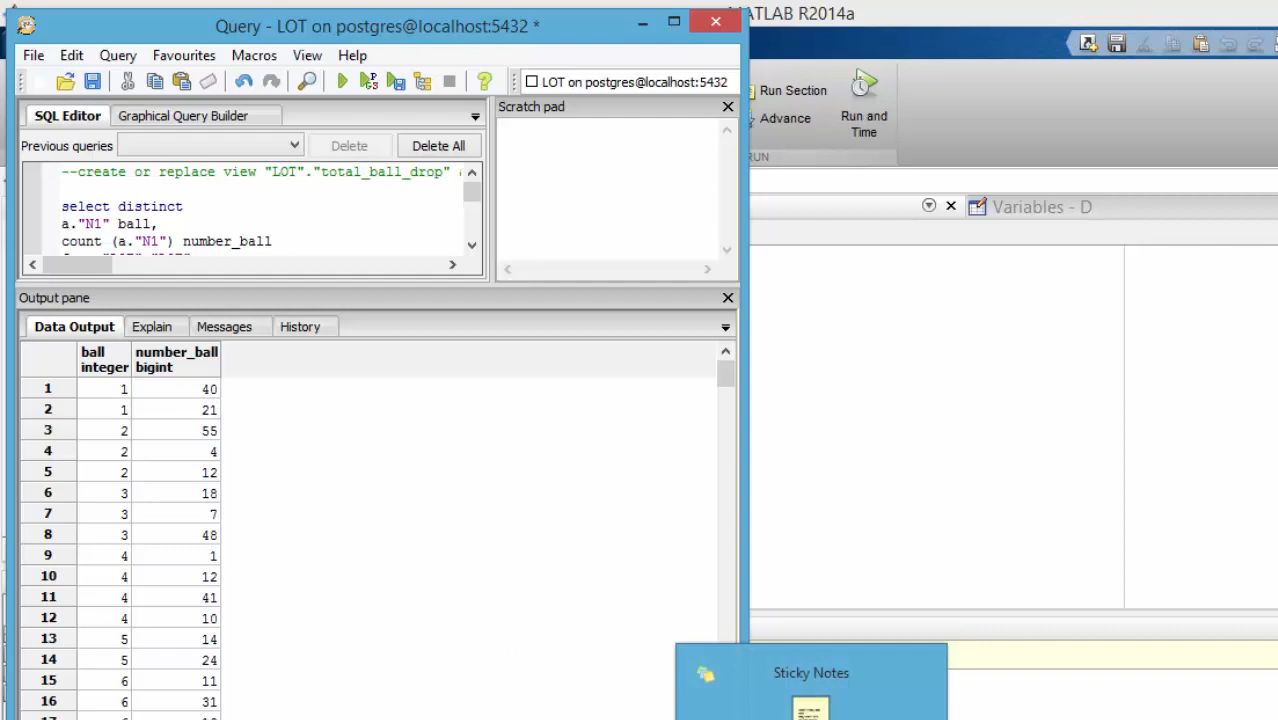 MATLAB R2014a
Query - LOT on postgres@localhost:5432 *
File Edit Query Favourites Macros View Help
LOT on postgres@localhost:5432
Run Section
Advance
Run and
Time
RUN
SQL Editor Graphical Query Builder
Scratch pad
Previous queries Delete Delete All
--create or replace view "LOT"."total_ball_drop"
select distinct
a."N1" ball,
count (a."N1") number_ball
Variables - D
Output pane
Data Output Explain Messages History
ball number_ball
integer bigint
1 1 40
2 1 21
3 2 55
4 2 4
5 2 12
6 3 18
7 3 7
8 3 48
9 4 1
10 4 12
11 4 41
12 4 10
13 5 14
14 5 24
15 6 11
16 6 31
Sticky Notes